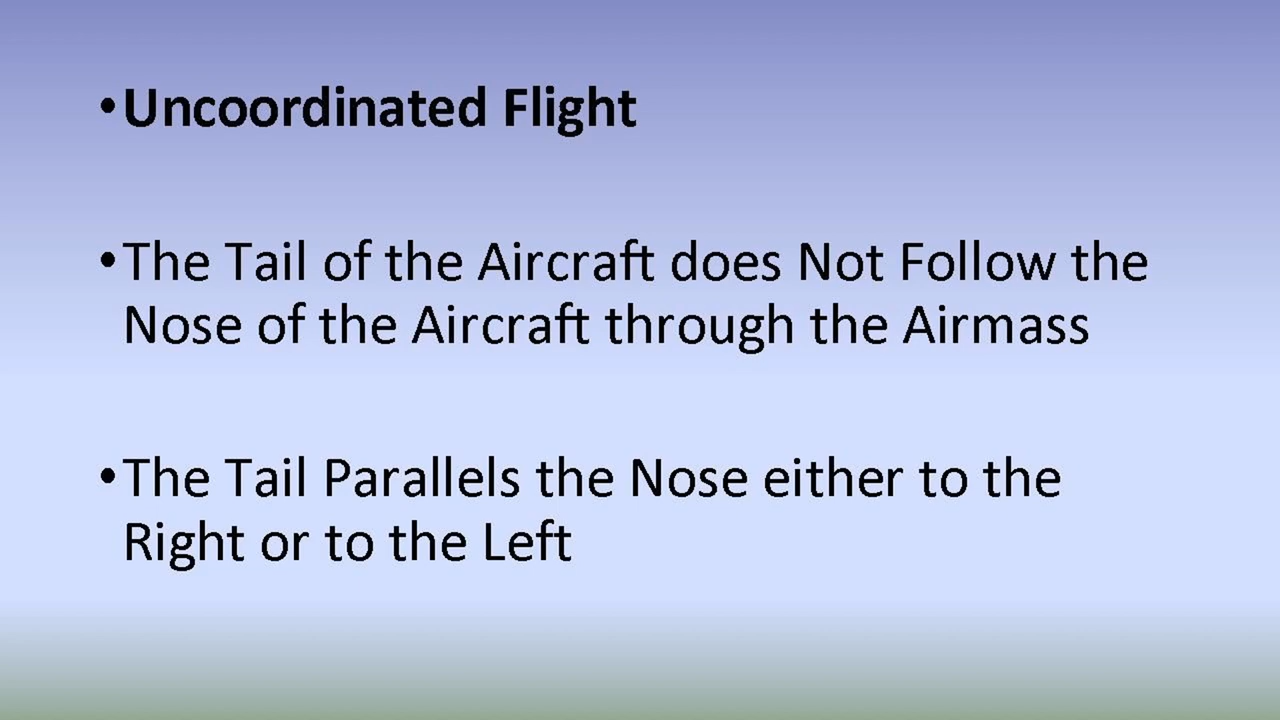 •Uncoordinated Flight
•The Tail of the Aircraft does Not Follow the
Nose of the Aircraft through the Airmass
•The Tail Parallels the Nose either to the
Right or to the Left